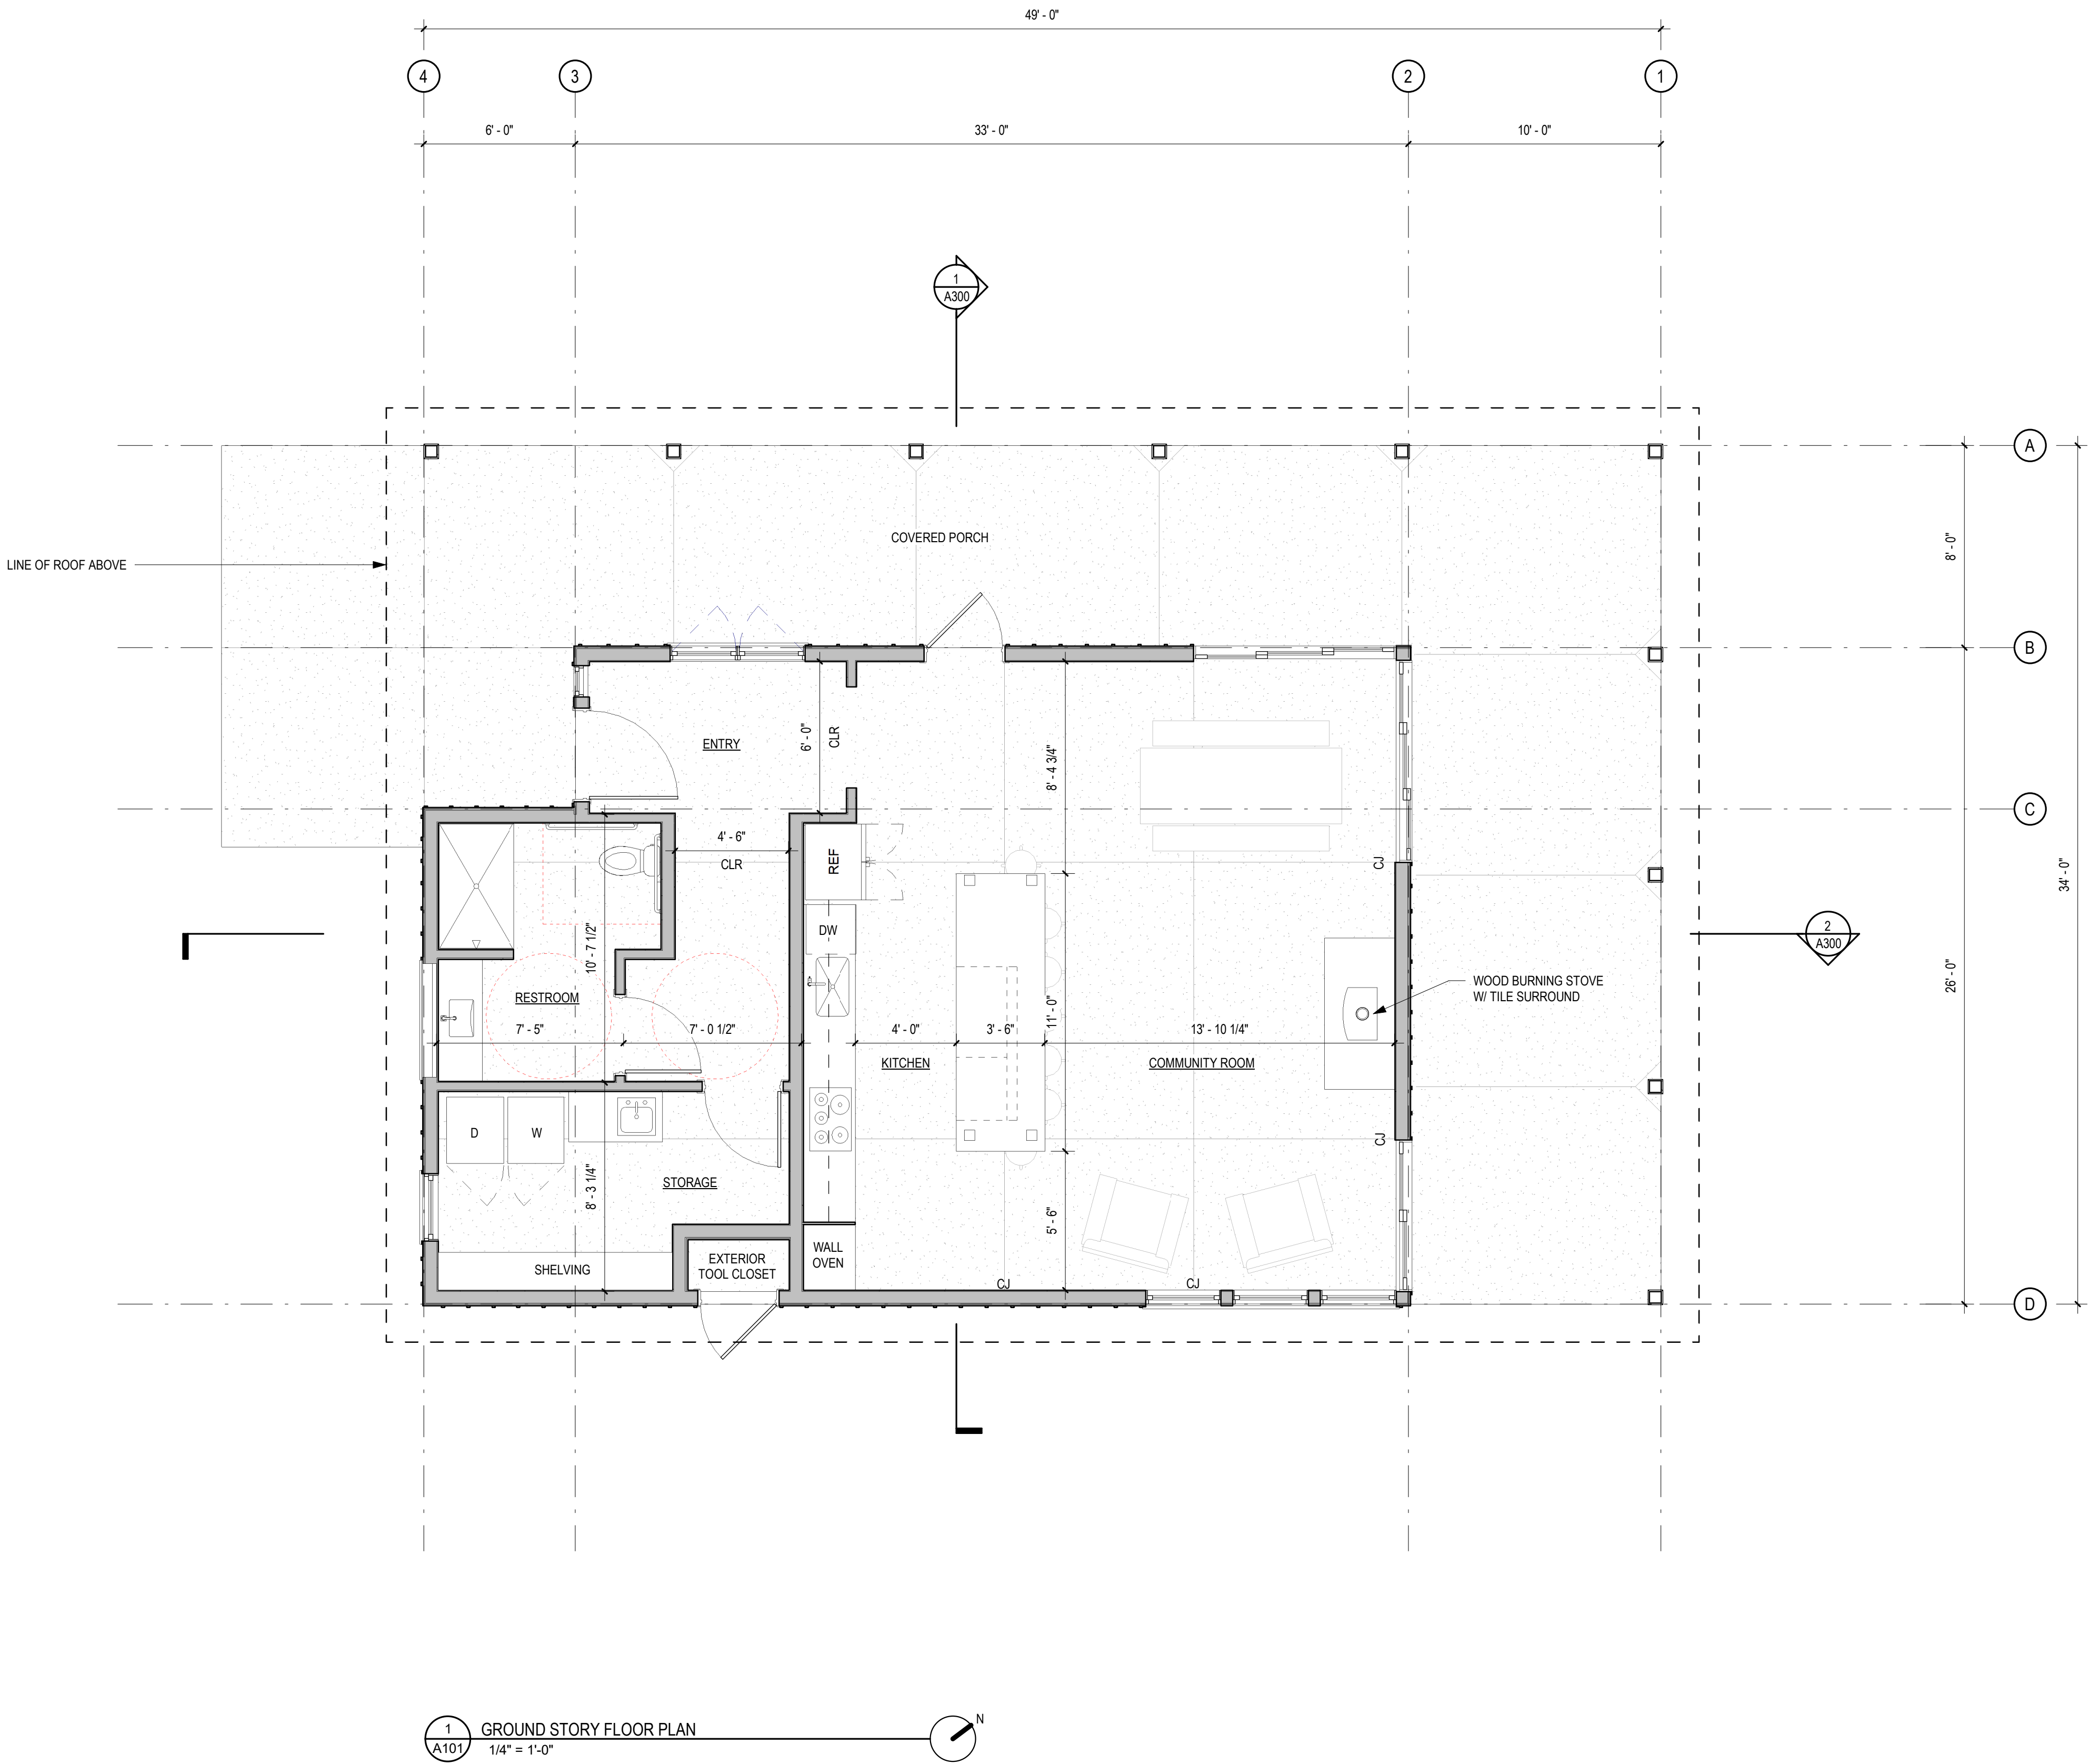 49' - 0"
4
3
2
1
6' - 0"
33' - 0"
10' - 0"
1
A300
A
COVERED PORCH
8' - 0"
LINE OF ROOF ABOVE
B
ENTRY
6' - 0"
CLR
8' - 4 3/4"
C
4' - 6"
CLR
REF
CJ
34' - 0"
DW
10' - 7 1/2"
2
A300
26' - 0"
WOOD BURNING STOVE
W/ TILE SURROUND
RESTROOM
11' - 0"
7' - 5"
7' - 0 1/2"
4' - 0"
3' - 6"
13' - 10 1/4"
KITCHEN
COMMUNITY ROOM
D
W
CJ
STORAGE
8' - 3 1/4"
5' - 6"
SHELVING
EXTERIOR
TOOL CLOSET
WALL
OVEN
CJ
CJ
D
1
A101
GROUND STORY FLOOR PLAN
1/4" = 1'-0"
N